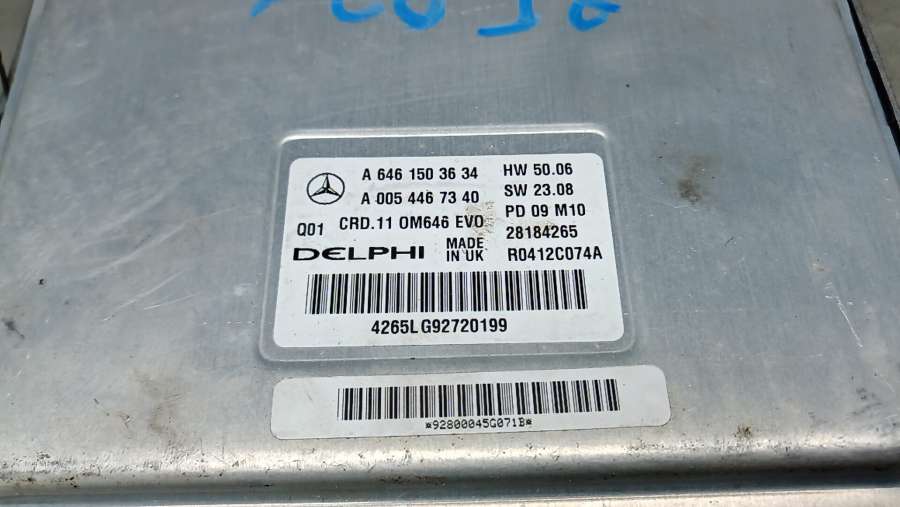 A 646 150 36 34 HW 50.06
A 005 446 73 40 SW 23.08
PD 09 M10
Q01 CRD.11 OM646 EVO 28184265
DELPHI MADE IN UK R0412C074A
4265LG92720199
*92800045G071B*